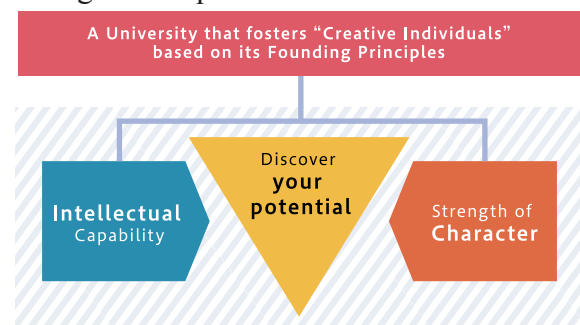 A University that fosters “Creative Individuals”
based on its Founding Principles
Discover
your
potential
Intellectual
Capability
Strength of
Character